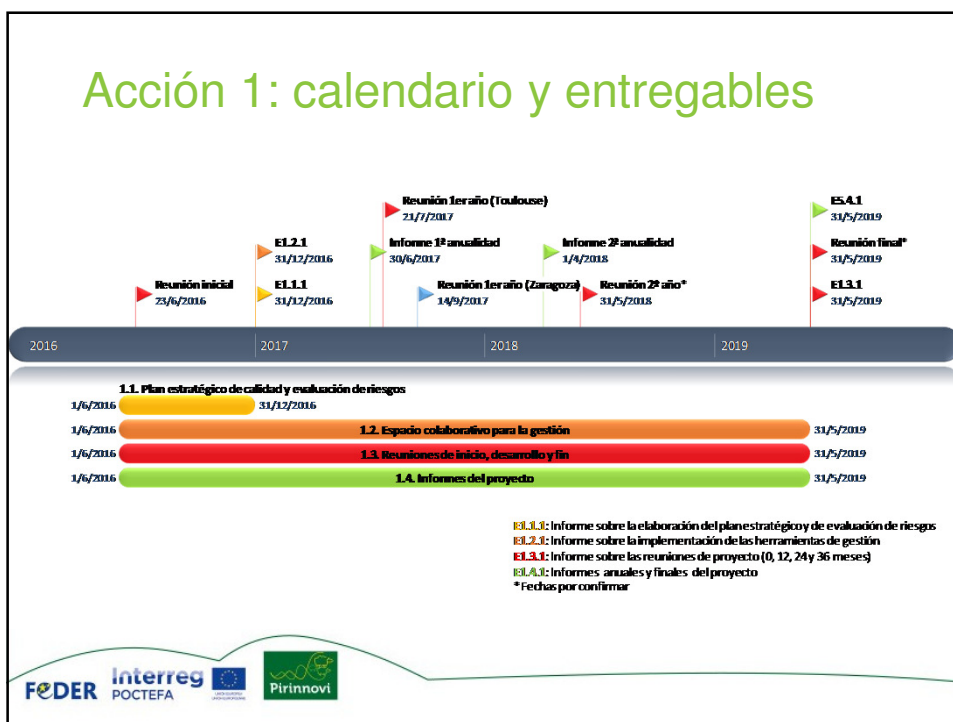 Acción 1: calendario y entregables
Reunión 1er año (Toulouse)
21/7/2017
E5.4.1
31/5/2019
E1.2.1
31/12/2016
Informe 1ª anualidad
30/6/2017
Informe 2ª anualidad
1/4/2018
Reunión final*
31/5/2019
Reunión inicial
23/6/2016
E1.1.1
31/12/2016
Reunión 1er año (Zaragoza)
14/9/2017
Reunión 2º año*
31/5/2018
E1.3.1
31/5/2019
2016 2017 2018 2019
1.1. Plan estratégico de calidad y evaluación de riesgos
1/6/2016 31/12/2016
1/6/2016 1.2. Espacio colaborativo para la gestión 31/5/2019
1/6/2016 1.3. Reuniones de inicio, desarrollo y fin 31/5/2019
1/6/2016 1.4. Informes del proyecto 31/5/2019
E1.1.1: Informe sobre la elaboración del plan estratégico y de evaluación de riesgos
E1.2.1: Informe sobre la implementación de las herramientas de gestión
E1.3.1: Informe sobre las reuniones de proyecto (0, 12, 24 y 36 meses)
E1.4.1: Informes anuales y finales del proyecto
*Fechas por confirmar
FEDER
Interreg
POCTEFA
Pirinnovi